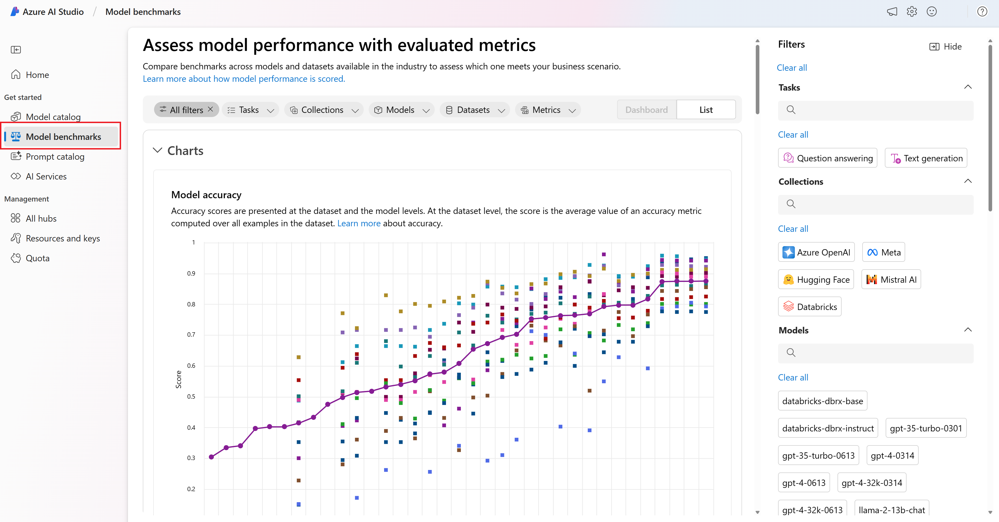 Azure AI Studio / Model benchmarks
Home
Get started
Model catalog
Model benchmarks
Prompt catalog
AI Services
Management
All hubs
Resources and keys
Quota
Assess model performance with evaluated metrics
Compare benchmarks across models and datasets available in the industry to assess which one meets your business scenario.
Learn more about how model performance is scored.
All filters Tasks Collections Models Datasets Metrics Dashboard List
Charts
Model accuracy
Accuracy scores are presented at the dataset and the model levels. At the dataset level, the score is the average value of an accuracy metric
computed over all examples in the dataset. Learn more about accuracy.
1
0.9
0.8
0.7
0.6
0.5
0.4
0.3
0.2
Score
Filters Hide
Clear all
Tasks
Clear all
Question answering Text generation
Collections
Clear all
Azure OpenAI Meta
Hugging Face Mistral AI
Databricks
Models
Clear all
databricks-dbrx-base
databricks-dbrx-instruct gpt-35-turbo-0301
gpt-35-turbo-0613 gpt-4-0314
gpt-4-0613 gpt-4-32k-0314
gpt-4-32k-0613 llama-2-13b-chat